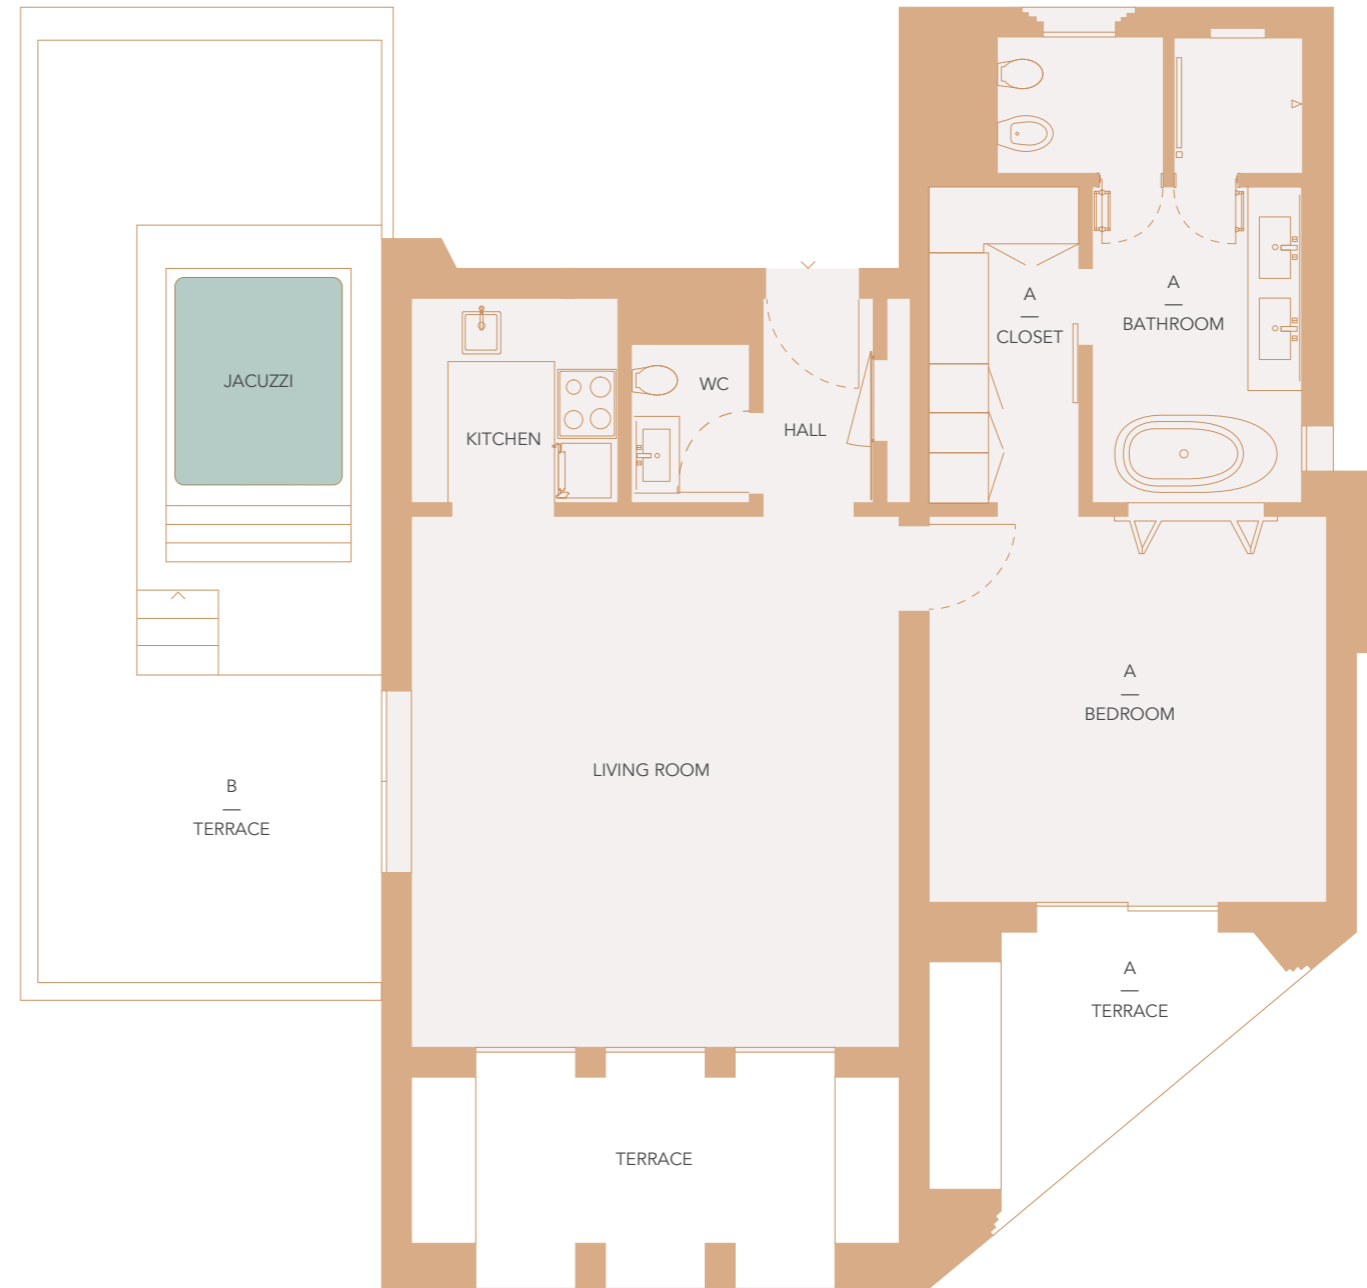 A
CLOSET
A
BATHROOM
JACUZZI
WC
KITCHEN
HALL
A
BEDROOM
LIVING ROOM
B
TERRACE
A
TERRACE
TERRACE